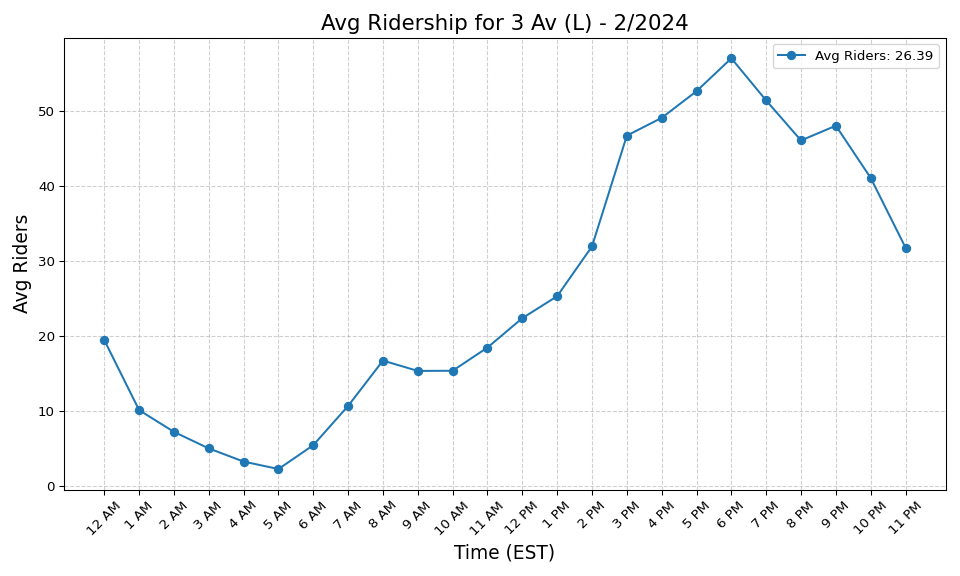 Avg Ridership for 3 Av (L) - 2/2024
Avg Riders: 26.39
Avg Riders
50
40
30
20
10
0
12 AM
1 AM
2 AM
3 AM
4 AM
5 AM
6 AM
7 AM
8 AM
9 AM
10 AM
11 AM
12 PM
1 PM
2 PM
3 PM
4 PM
5 PM
6 PM
7 PM
8 PM
9 PM
10 PM
11 PM
Time (EST)